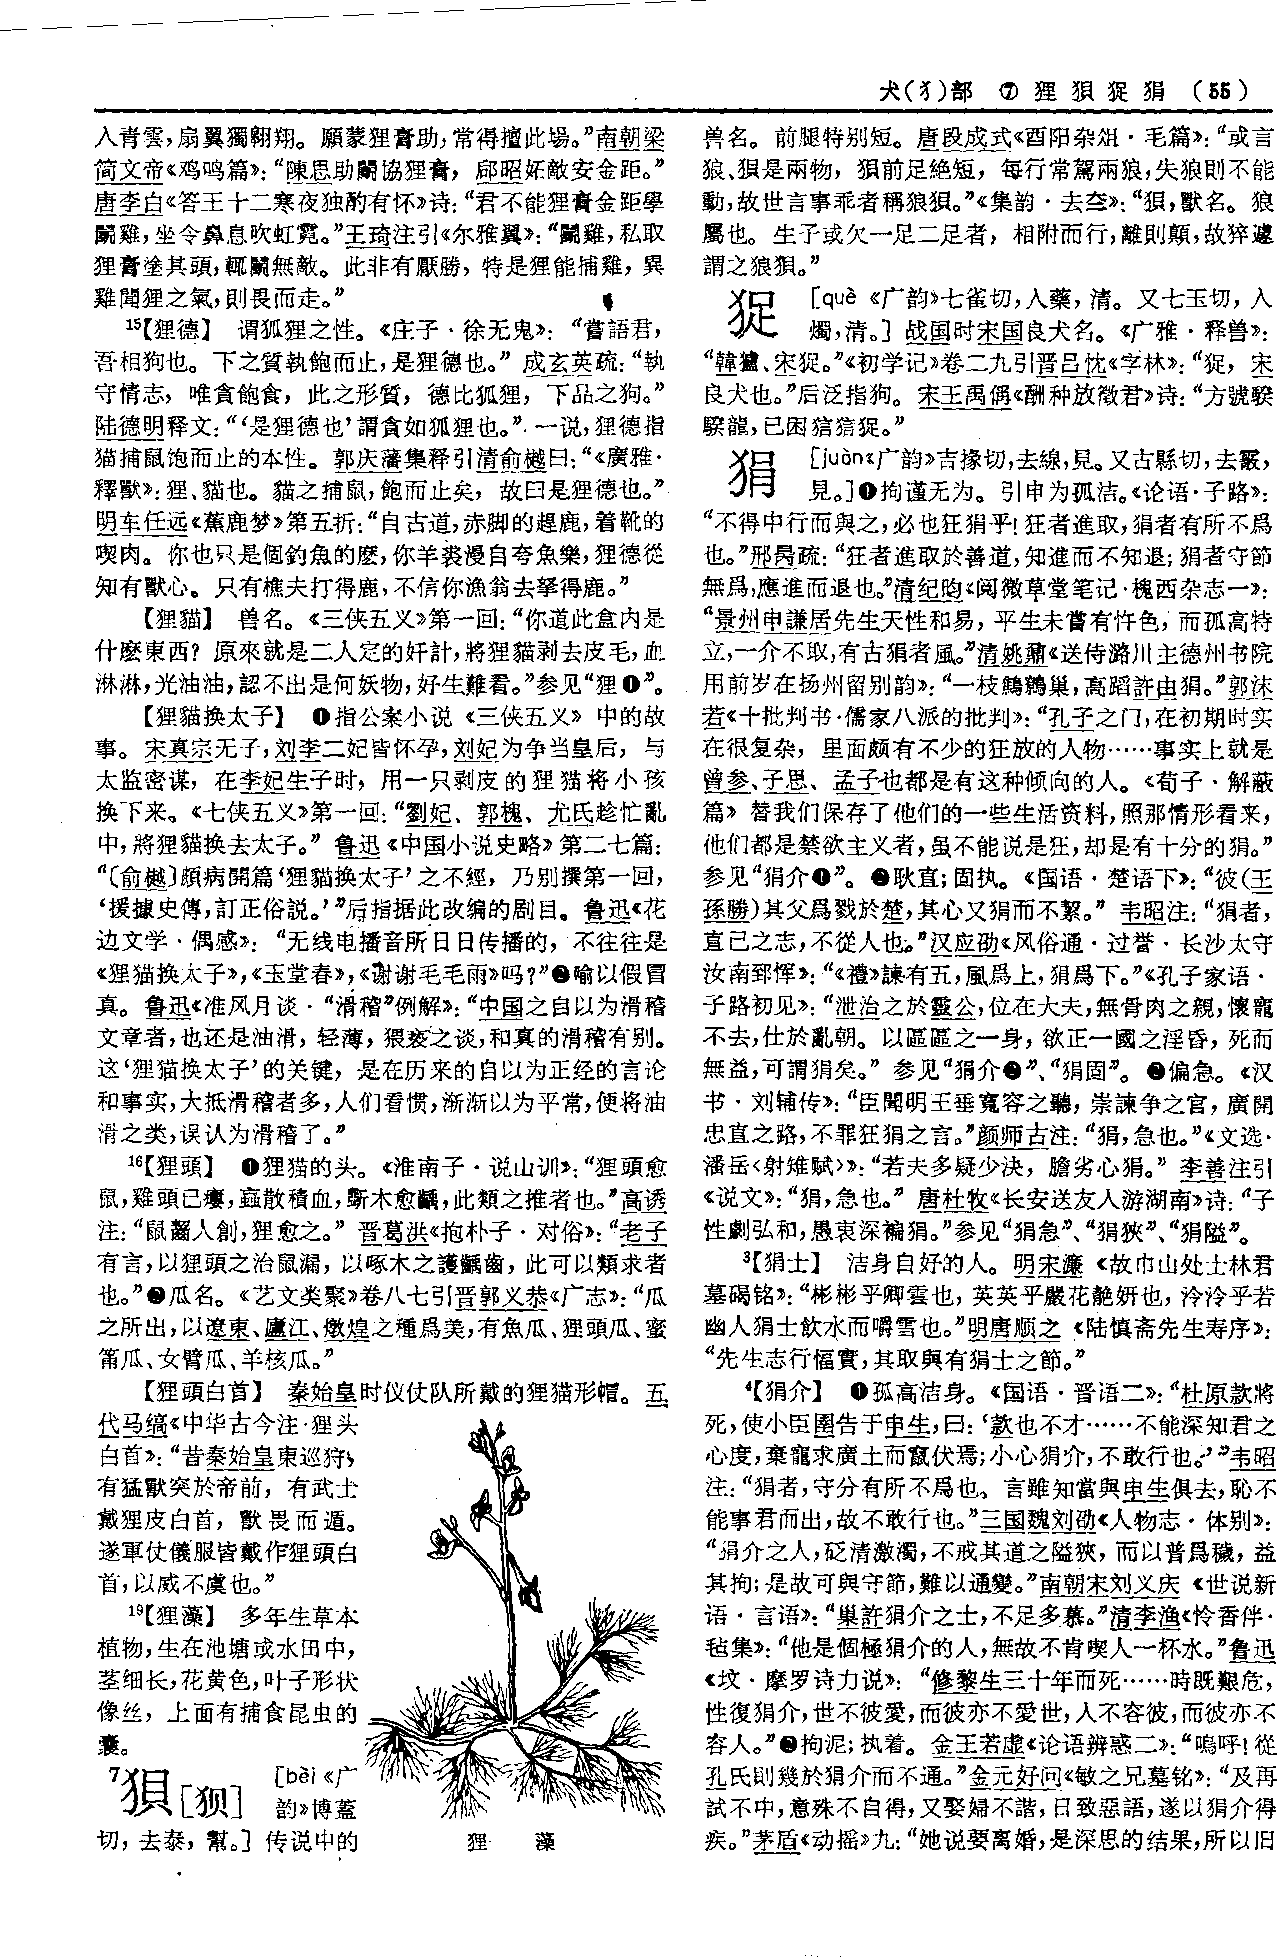 犬(犭)部 ⑦ 狸狽猑狷 (55)
入青雲，扇翼獨翱翔。願蒙狸膏助，常得擅此場。”南朝梁
简文帝《鸡鸣篇》：“陳思助鬭協狸膏，郈昭妬敵安金距。”
唐李白《答王十二寒夜独酌有怀》诗：“君不能狸膏金距學
鬭雞，坐令鼻息吹虹霓。”王琦注引《尔雅翼》：“鬭雞，私取
狸膏塗其頭，輒鬭無敵。此非有厭勝，特是狸能捕雞，異
雞聞狸之氣，則畏而走。”
15【狸德】 谓狐狸之性。《庄子·徐无鬼》：“嘗語君，
吾相狗也。下之質執飽而止，是狸德也。”成玄英疏：“執
守情志，唯貪飽食，此之形質，德比狐狸，下品之狗。”
陆德明释文：“‘是狸德也’謂貪如狐狸也。”一说，狸德指
猫捕鼠饱而止的本性。郭庆藩集释引清俞樾曰：“《廣雅·
釋獸》：狸、貓也。貓之捕鼠，飽而止矣，故曰是狸德也。”
明车任远《蕉鹿梦》第五折：“自古道，赤脚的趕鹿，着靴的
喫肉。你也只是個釣魚的麽，你羊裘漫自夸魚樂，狸德從
知有獸心。只有樵夫打得鹿，不信你漁翁去拏得鹿。”
【狸貓】 兽名。《三侠五义》第一回：“你道此盒内是
什麽東西？原來就是二人定的奸計，將狸貓剥去皮毛，血
淋淋，光油油，認不出是何妖物，好生難看。”参见“狸❶”。
【狸貓换太子】 ❶指公案小说《三侠五义》中的故
事。宋真宗无子，刘李二妃皆怀孕，刘妃为争当皇后，与
太监密谋，在李妃生子时，用一只剥皮的狸猫将小孩
换下来。《七侠五义》第一回：“劉妃、郭槐、尤氏趁忙亂
中，將狸貓换去太子。”鲁迅《中国小说史略》第二七篇：
“〔俞樾〕頗病開篇‘狸貓换太子’之不經，乃别撰第一回，
‘援據史傳，訂正俗説。’”后指据此改编的剧目。鲁迅《花
边文学·偶感》：“无线电播音所日日传播的，不往往是
《狸猫换太子》，《玉堂春》，《谢谢毛毛雨》吗？”❷喻以假冒
真。鲁迅《准风月谈·“滑稽”例解》：“中国之自以为滑稽
文章者，也还是油滑，轻薄，猥亵之谈，和真的滑稽有别。
这‘狸猫换太子’的关键，是在历来的自以为正经的言论
和事实，大抵滑稽者多，人们看惯，渐渐以为平常，便将油
滑之类，误认为滑稽了。”
16【狸頭】 ❶狸猫的头。《淮南子·说山训》：“狸頭愈
鼠，雞頭已瘻，蝱散積血，斲木愈齲，此類之推者也。”高诱
注：“鼠齧人創，狸愈之。”晋葛洪《抱朴子·对俗》：“老子
有言，以狸頭之治鼠漏，以啄木之護齲齒，此可以類求者
也。”❷瓜名。《艺文类聚》卷八七引晋郭义恭《广志》：“瓜
之所出，以遼東、廬江、燉煌之種爲美，有魚瓜、狸頭瓜、蜜
筩瓜、女臂瓜、羊核瓜。”
【狸頭白首】 秦始皇时仪仗队所戴的狸猫形帽。五
代马缟《中华古今注·狸头
白首》：“昔秦始皇東巡狩，
有猛獸突於帝前，有武士
戴狸皮白首，獸畏而遁。
遂軍仗儀服皆戴作狸頭白
首，以威不虞也。”
19【狸藻】 多年生草本
植物，生在池塘或水田中，
茎细长，花黄色，叶子形状
像丝，上面有捕食昆虫的
囊。
7狽[狈] [bèi《广
韵》博蓋
切，去泰，幫。]传说中的
狸 藻
兽名。前腿特别短。唐段成式《酉阳杂俎·毛篇》：“或言
狼、狽是兩物，狽前足絶短，每行常駕兩狼，失狼則不能
動，故世言事乖者稱狼狽。”《集韵·去夳》：“狽，獸名。狼
屬也。生子或欠一足二足者，相附而行，離則顛，故猝遽
謂之狼狽。”
猑 [què《广韵》七雀切，入藥，清。又七玉切，入
燭，清。]战国时宋国良犬名。《广雅·释兽》：
“韓獹、宋猑。”《初学记》卷二九引晋吕忱《字林》：“猑，宋
良犬也。”后泛指狗。宋王禹偁《酬种放徵君》诗：“方號騤
騤龍，已困狺狺猑。”
狷 [juàn《广韵》吉掾切，去線，見。又古縣切，去霰，
見。]❶拘谨无为。引申为孤洁。《论语·子路》：
“不得中行而與之，必也狂狷乎！狂者進取，狷者有所不爲
也。”邢昺疏：“狂者進取於善道，知進而不知退；狷者守節
無爲，應進而退也。”清纪昀《阅微草堂笔记·槐西杂志一》：
“景州申謙居先生天性和易，平生未嘗有忤色，而孤高特
立，一介不取，有古狷者風。”清姚鼐《送侍潞川主德州书院
用前岁在扬州留别韵》：“一枝鷦鷯巢，高蹈許由狷。”郭沫
若《十批判书·儒家八派的批判》：“孔子之门，在初期时实
在很复杂，里面颇有不少的狂放的人物……事实上就是
曾参、子思、孟子也都是有这种倾向的人。《荀子·解蔽
篇》替我们保存了他们的一些生活资料，照那情形看来，
他们都是禁欲主义者，虽不能说是狂，却是有十分的狷。”
参见“狷介❶”。❷耿直；固执。《国语·楚语下》：“彼(王
孫勝)其父爲戮於楚，其心又狷而不絜。”韦昭注：“狷者，
直己之志，不從人也。”汉应劭《风俗通·过誉·长沙太守
汝南郅恽》：“《禮》諫有五，風爲上，狷爲下。”《孔子家语·
子路初见》：“泄冶之於靈公，位在大夫，無骨肉之親，懷寵
不去，仕於亂朝。以區區之一身，欲正一國之淫昏，死而
無益，可謂狷矣。”参见“狷介❷”、“狷固”。❸偏急。《汉
书·刘辅传》：“臣聞明王垂寬容之聽，崇諫争之官，廣開
忠直之路，不罪狂狷之言。”颜师古注：“狷，急也。”《文选·
潘岳〈射雉赋〉》：“若夫多疑少決，膽劣心狷。”李善注引
《说文》：“狷，急也。”唐杜牧《长安送友人游湖南》诗：“子
性劇弘和，愚衷深褊狷。”参见“狷急”、“狷狹”、“狷隘”。
3【狷士】 洁身自好的人。明宋濂《故巾山处士林君
墓碣铭》：“彬彬乎卿雲也，英英乎嚴花艶妍也，泠泠乎若
幽人狷士飲水而嚼雪也。”明唐顺之《陆慎斋先生寿序》：
“先生志行愊實，其取與有狷士之節。”
4【狷介】 ❶孤高洁身。《国语·晋语二》：“杜原款將
死，使小臣圉告于申生，曰：‘款也不才……不能深知君之
心度，棄寵求廣土而竄伏焉；小心狷介，不敢行也。’”韦昭
注：“狷者，守分有所不爲也。言雖知當與申生俱去，恥不
能事君而出，故不敢行也。”三国魏刘劭《人物志·体别》：
“狷介之人，砭清激濁，不戒其道之隘狹，而以普爲穢，益
其拘；是故可與守節，難以通變。”南朝宋刘义庆《世说新
语·言语》：“巢許狷介之士，不足多慕。”清李渔《怜香伴·
毡集》：“他是個極狷介的人，無故不肯喫人一杯水。”鲁迅
《坟·摩罗诗力说》：“修黎生三十年而死……時既艱危，
性復狷介，世不彼愛，而彼亦不愛世，人不容彼，而彼亦不
容人。”❷拘泥；执着。金王若虚《论语辨惑二》：“嗚呼！從
孔氏則幾於狷介而不通。”金元好问《敏之兄墓铭》：“及再
試不中，意殊不自得，又娶婦不諧，日致惡語，遂以狷介得
疾。”茅盾《动摇》九：“她说要离婚，是深思的结果，所以旧